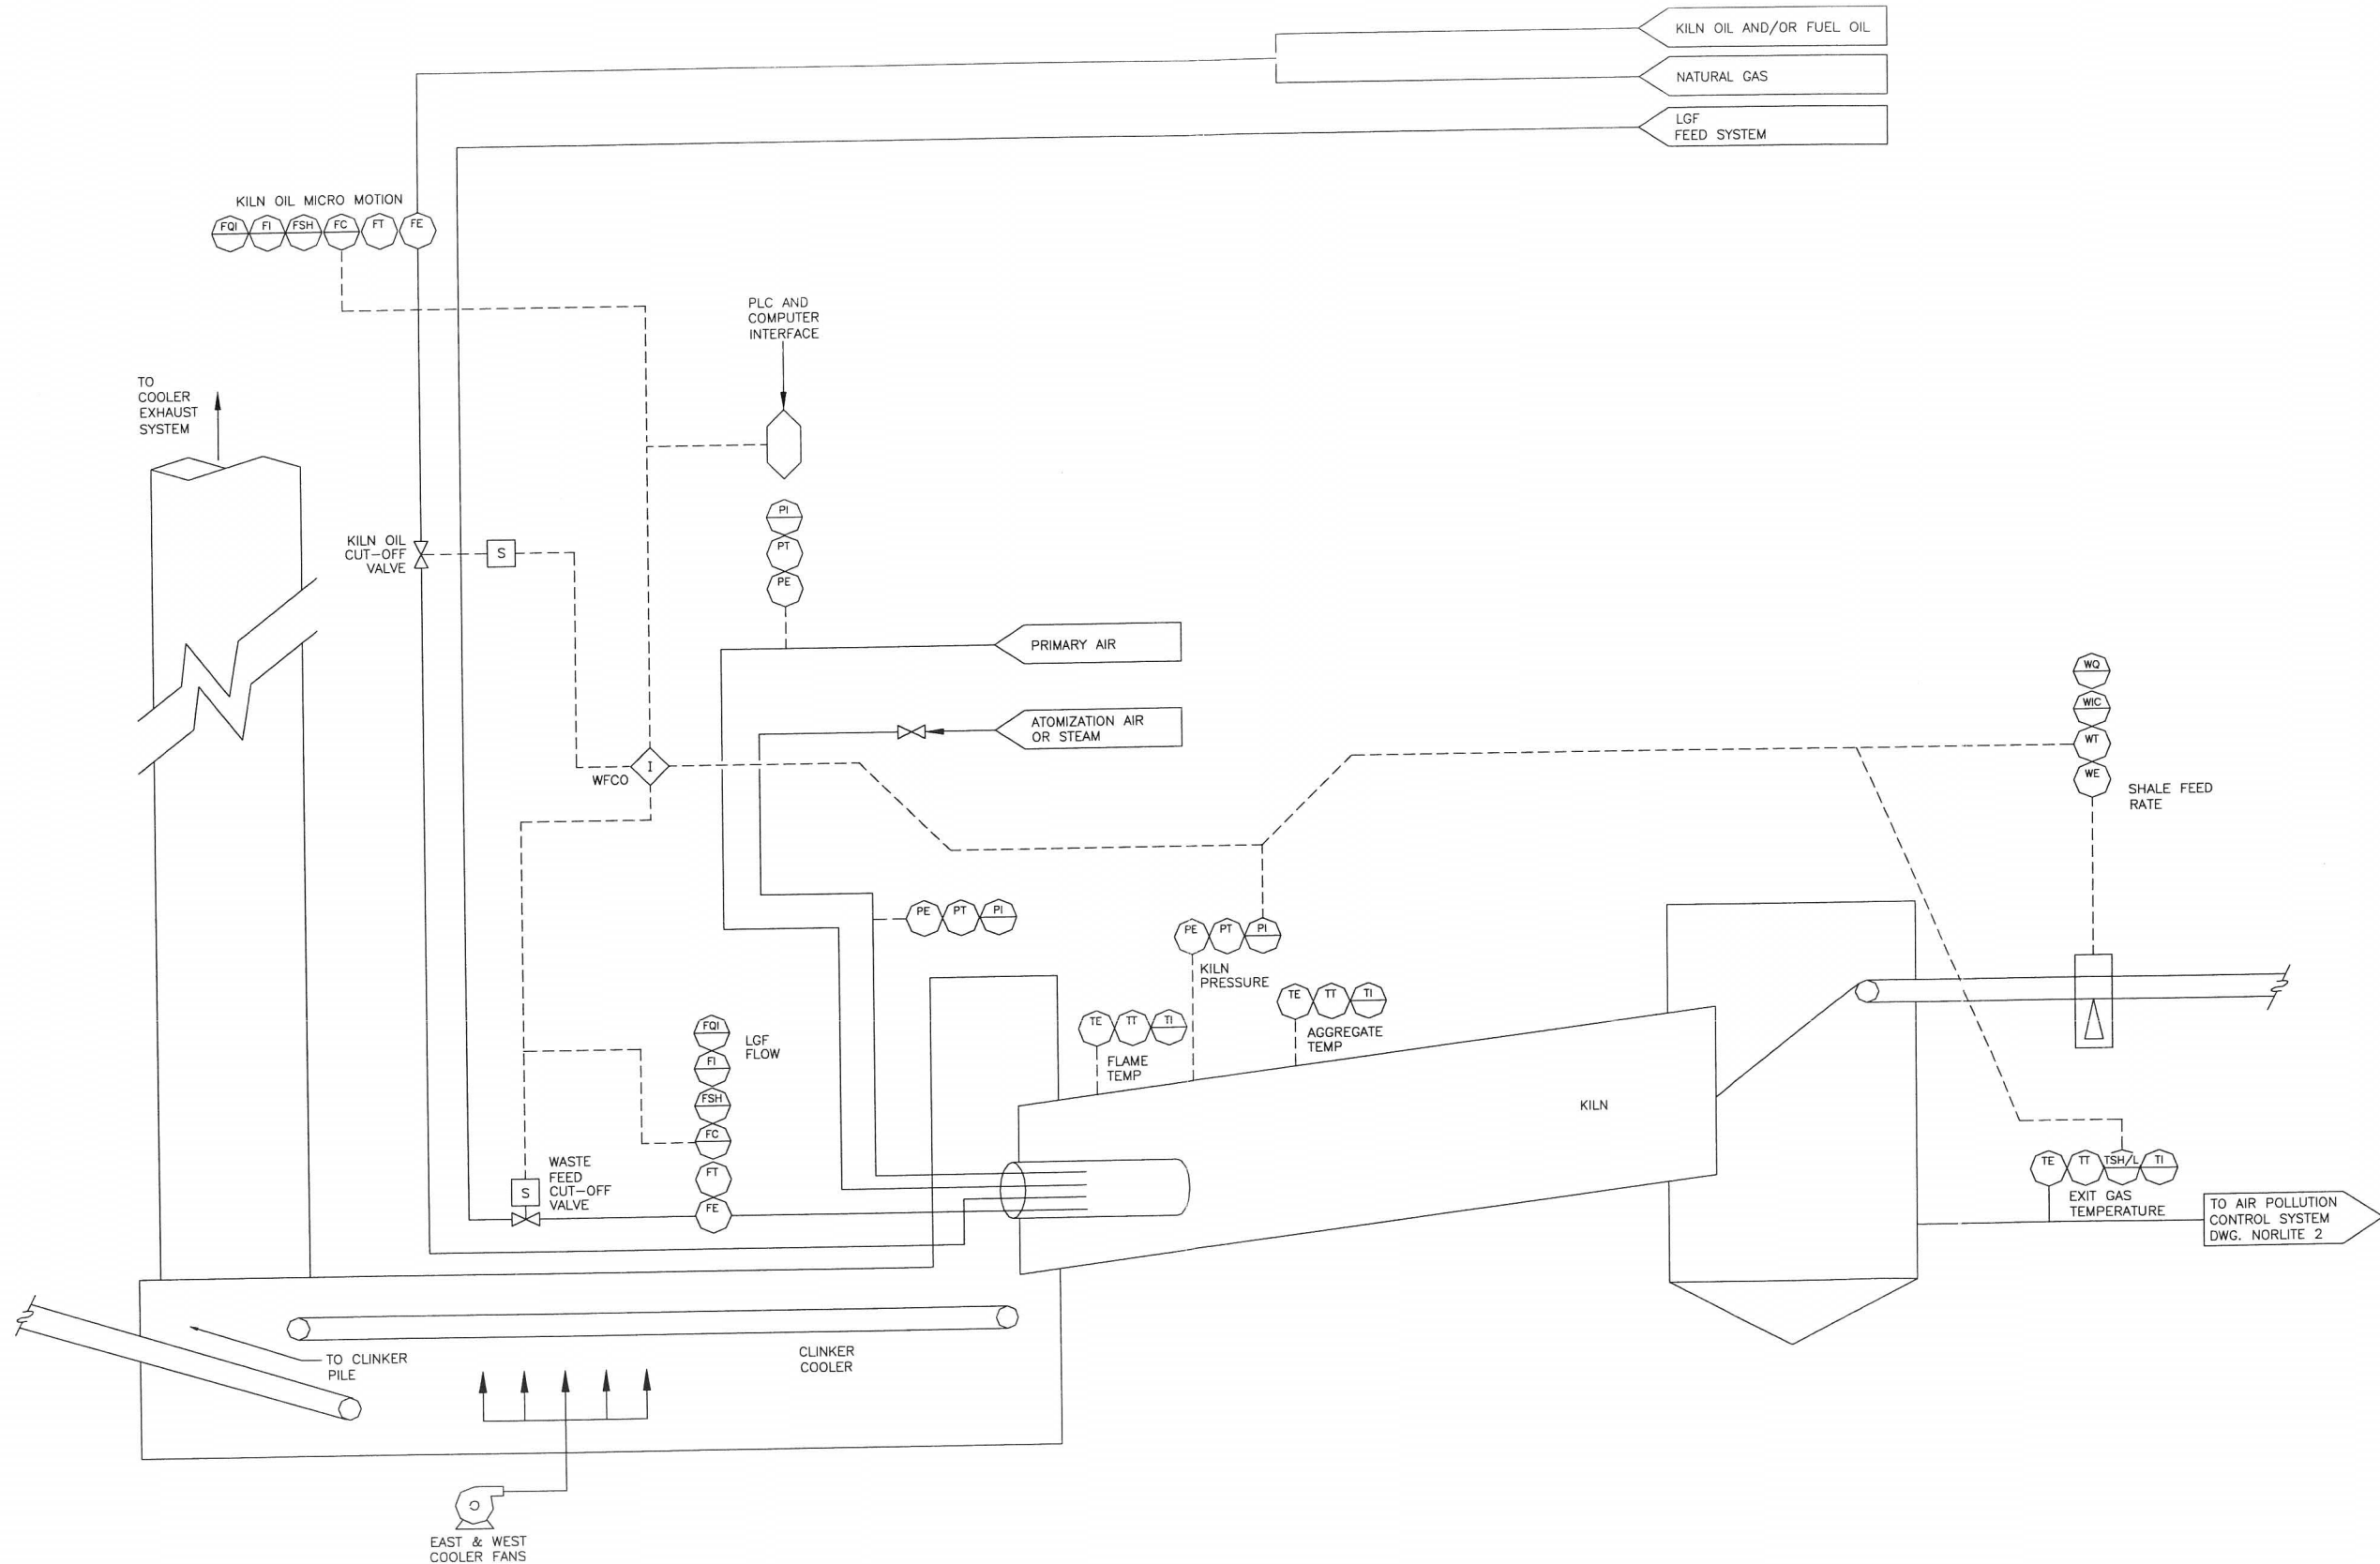 KILN OIL AND/OR FUEL OIL
NATURAL GAS
LGF
FEED SYSTEM
KILN OIL MICRO MOTION
FQI FI FSH FC FT FE
PLC AND
COMPUTER
INTERFACE
TO
COOLER
EXHAUST
SYSTEM
KILN OIL
CUT-OFF
VALVE
S
PI
PT
PE
PRIMARY AIR
ATOMIZATION AIR
OR STEAM
WFCO
I
WQ
WIC
WT
WE
SHALE FEED
RATE
PE PT PI
PE PT PI
KILN
PRESSURE
TE TT TI
AGGREGATE
TEMP
TE TT TI
FLAME
TEMP
FQI
FI
FSH
FC
FT
FE
LGF
FLOW
KILN
WASTE
FEED
CUT-OFF
VALVE
S
TE TT TSH/L TI
EXIT GAS
TEMPERATURE
TO AIR POLLUTION
CONTROL SYSTEM
DWG. NORLITE 2
TO CLINKER
PILE
CLINKER
COOLER
EAST & WEST
COOLER FANS